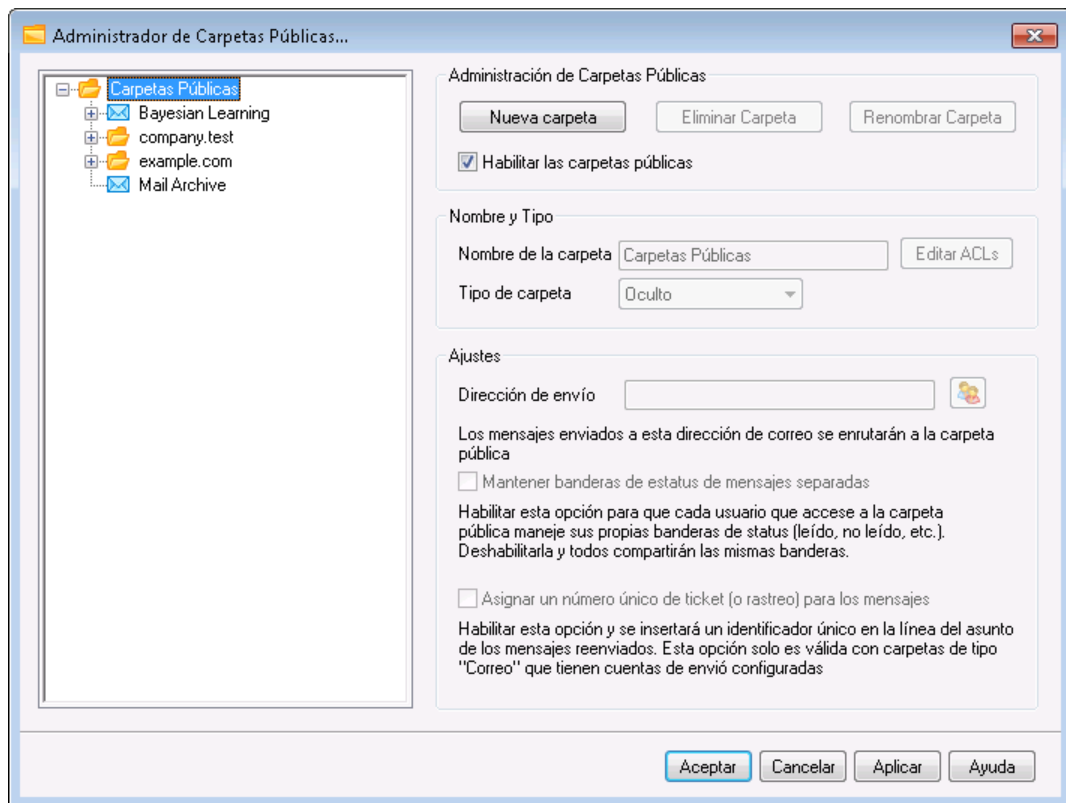 Administrador de Carpetas Públicas...
Carpetas Públicas
Bayesian Learning
company.test
example.com
Mail Archive
Administración de Carpetas Públicas
Nueva carpeta
Eliminar Carpeta
Renombrar Carpeta
Habilitar las carpetas públicas
Nombre y Tipo
Nombre de la carpeta
Carpetas Públicas
Editar ACLs
Tipo de carpeta
Oculto
Ajustes
Dirección de envío
Los mensajes enviados a esta dirección de correo se enrutarán a la carpeta
pública
Mantener banderas de estatus de mensajes separadas
Habilitar esta opción para que cada usuario que accese a la carpeta
pública maneje sus propias banderas de status (leído, no leído, etc.).
Deshabilitarla y todos compartirán las mismas banderas.
Asignar un número único de ticket (o rastreo) para los mensajes
Habilitar esta opción y se insertará un identificador único en la línea del asunto
de los mensajes reenviados. Esta opción solo es válida con carpetas de tipo
"Correo" que tienen cuentas de envió configuradas
Aceptar
Cancelar
Aplicar
Ayuda